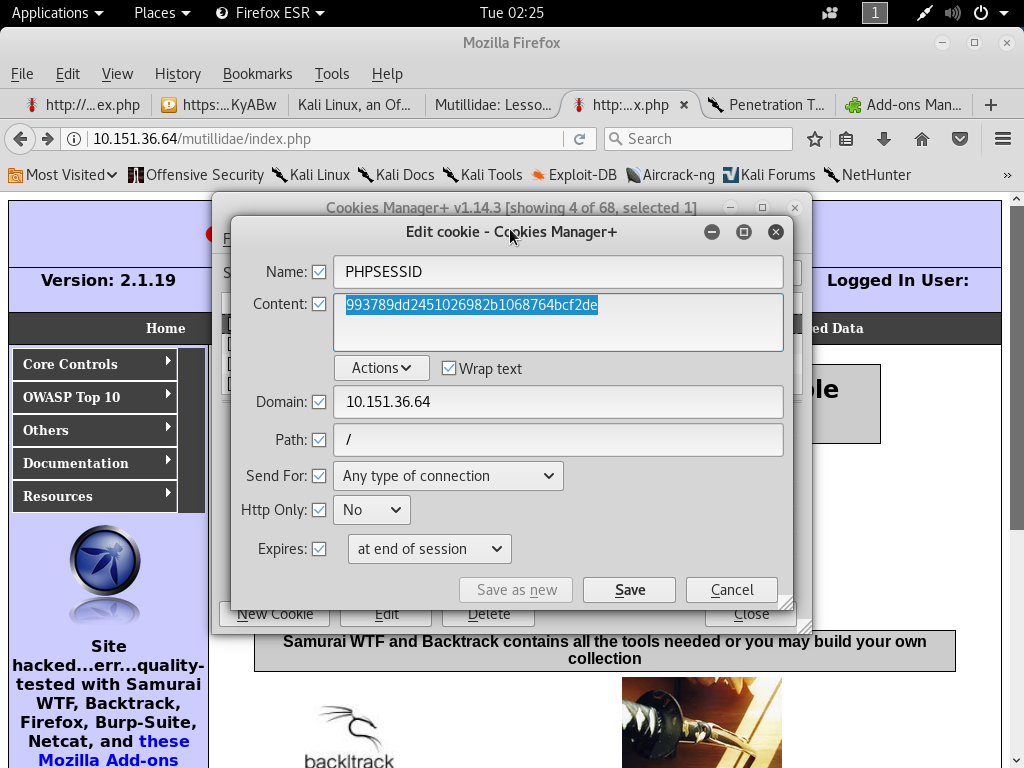 Applications Places Firefox ESR Tue 02:25 1
Mozilla Firefox
File Edit View History Bookmarks Tools Help
http://...ex.php https:...KyABw Kali Linux, an Of... Mutillidae: Lesso... http:...x.php Penetration T... Add-ons Man...
10.151.36.64/mutillidae/index.php Search
Most Visited Offensive Security Kali Linux Kali Docs Kali Tools Exploit-DB Aircrack-ng Kali Forums NetHunter »
Cookies Manager+ v1.14.3 [showing 4 of 68, selected 1]
Edit cookie - Cookies Manager+
Version: 2.1.19
Logged In User:
Home
ed Data
Core Controls
OWASP Top 10
Others
Documentation
Resources
Name: PHPSESSID
Content: 993789dd2451026982b1068764bcf2de
Actions Wrap text
Domain: 10.151.36.64
Path: /
Send For: Any type of connection
Http Only: No
Expires: at end of session
Save as new Save Cancel
New Cookie Edit Delete Close
Site
hacked...err...quality-
tested with Samurai
WTF, Backtrack,
Firefox, Burp-Suite,
Netcat, and these
Mozilla Add-ons
Samurai WTF and Backtrack contains all the tools needed or you may build your own
collection
backltrack